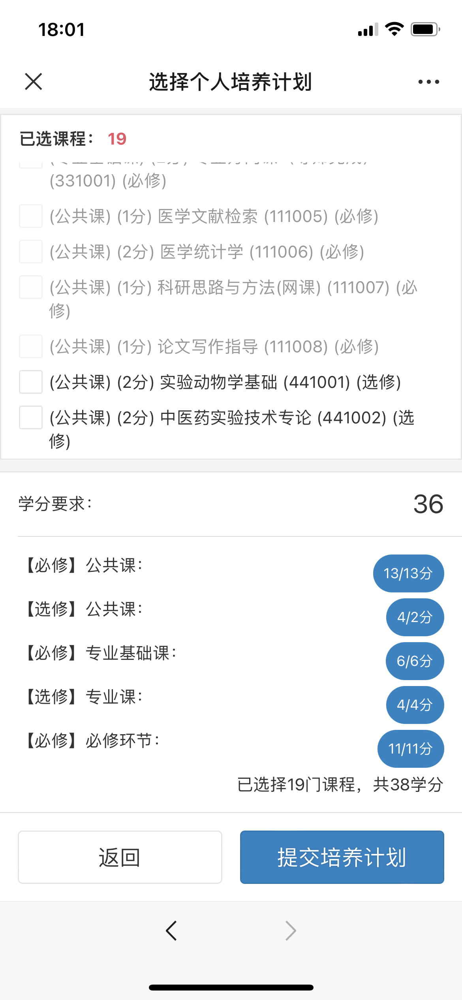 18:01
选择个人培养计划
已选课程： 19
(331001) (必修)
(公共课) (1分) 医学文献检索 (111005) (必修)
(公共课) (2分) 医学统计学 (111006) (必修)
(公共课) (1分) 科研思路与方法(网课) (111007) (必
修)
(公共课) (1分) 论文写作指导 (111008) (必修)
(公共课) (2分) 实验动物学基础 (441001) (选修)
(公共课) (2分) 中医药实验技术专论 (441002) (选
修)
学分要求： 36
【必修】公共课： 13/13分
【选修】公共课： 4/2分
【必修】专业基础课： 6/6分
【选修】专业课： 4/4分
【必修】必修环节： 11/11分
已选择19门课程，共38学分
返回 提交培养计划